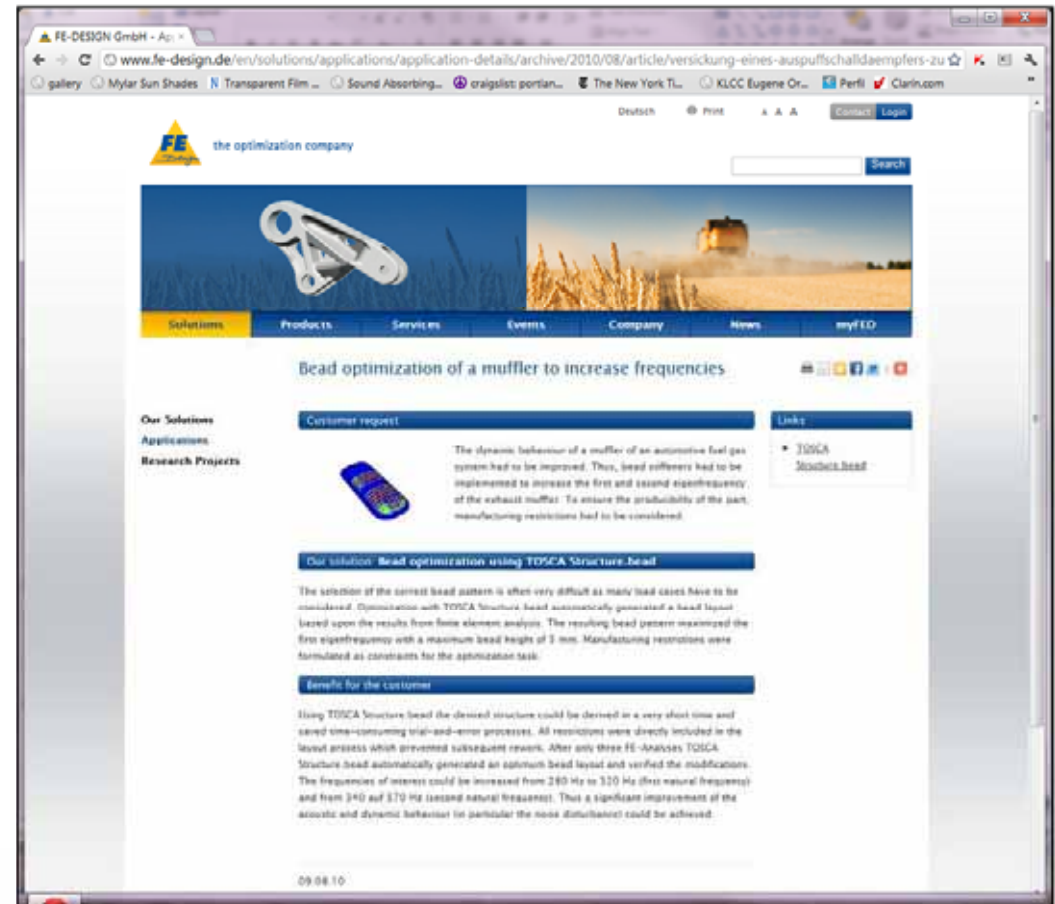 FE-DESIGN GmbH - Ap
www.fe-design.de/en/solutions/applications/application-details/archive/2010/08/article/versickung-eines-auspuffschalldaempfers-zu
gallery Mylar Sun Shades Transparent Film ... Sound Absorbing... craigslist: portlan... The New York Ti... KLCC Eugene Or... Perfil Clarin.com
Deutsch Print A A A Contact Login
FE Design the optimization company
Search
Solutions Products Services Events Company News myFED
Bead optimization of a muffler to increase frequencies
Our Solutions
Applications
Research Projects
Customer request
The dynamic behaviour of a muffler of an automotive fuel gas
system had to be improved. Thus, bead stiffeners had to be
implemented to increase the first and second eigenfrequency
of the exhaust muffler. To ensure the producibility of the part,
manufacturing restrictions had to be considered.
Links
TOSCA
Structure.bead
Our solution: Bead optimization using TOSCA Structure.bead
The selection of the correct bead pattern is often very difficult as many load cases have to be
considered. Optimization with TOSCA Structure.bead automatically generated a bead layout
based upon the results from finite element analysis. The resulting bead pattern maximized the
first eigenfrequency with a maximum bead height of 3 mm. Manufacturing restrictions were
formulated as constraints for the optimization task.
Benefit for the customer
Using TOSCA Structure.bead the desired structure could be derived in a very short time and
saved time-consuming trial-and-error processes. All restrictions were directly included in the
layout process which prevented subsequent rework. After only three FE-Analyses TOSCA
Structure.bead automatically generated an optimum bead layout and verified the modifications.
The frequencies of interest could be increased from 280 Hz to 320 Hz (first natural frequency)
and from 340 auf 370 Hz (second natural frequency). Thus a significant improvement of the
acoustic and dynamic behaviour (in particular the noise disturbance) could be achieved.
09.08.10